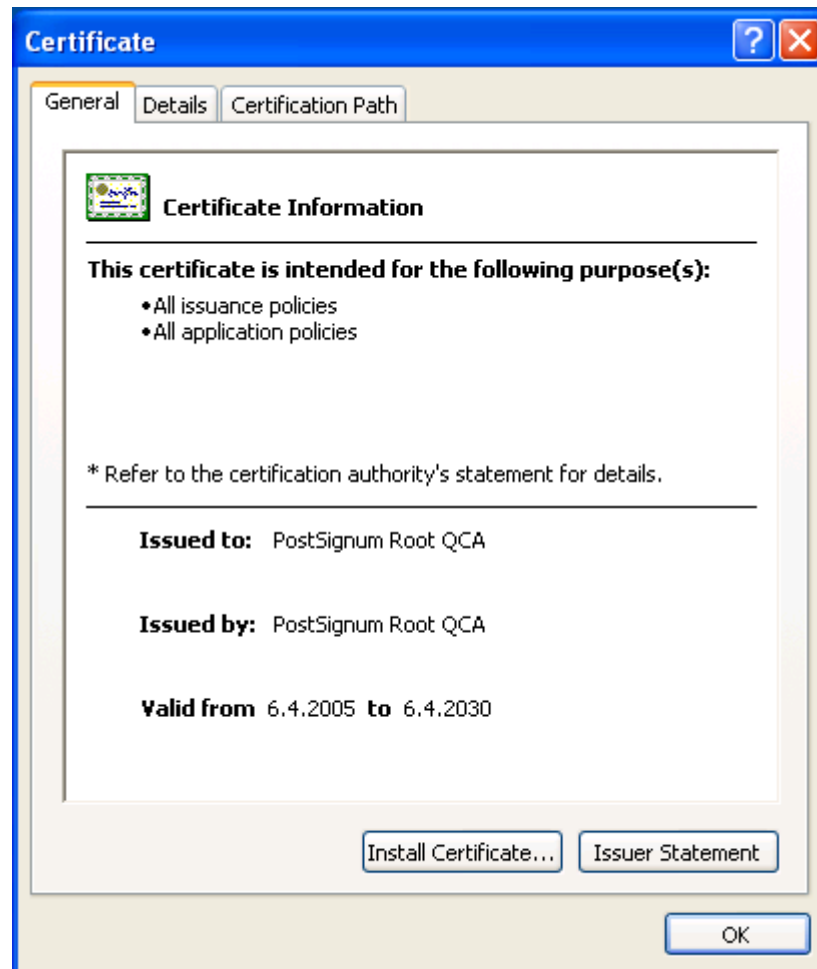 Certificate
General Details Certification Path
Certificate Information
This certificate is intended for the following purpose(s):
•All issuance policies
•All application policies
* Refer to the certification authority's statement for details.
Issued to: PostSignum Root QCA
Issued by: PostSignum Root QCA
Valid from 6.4.2005 to 6.4.2030
Install Certificate... Issuer Statement
OK